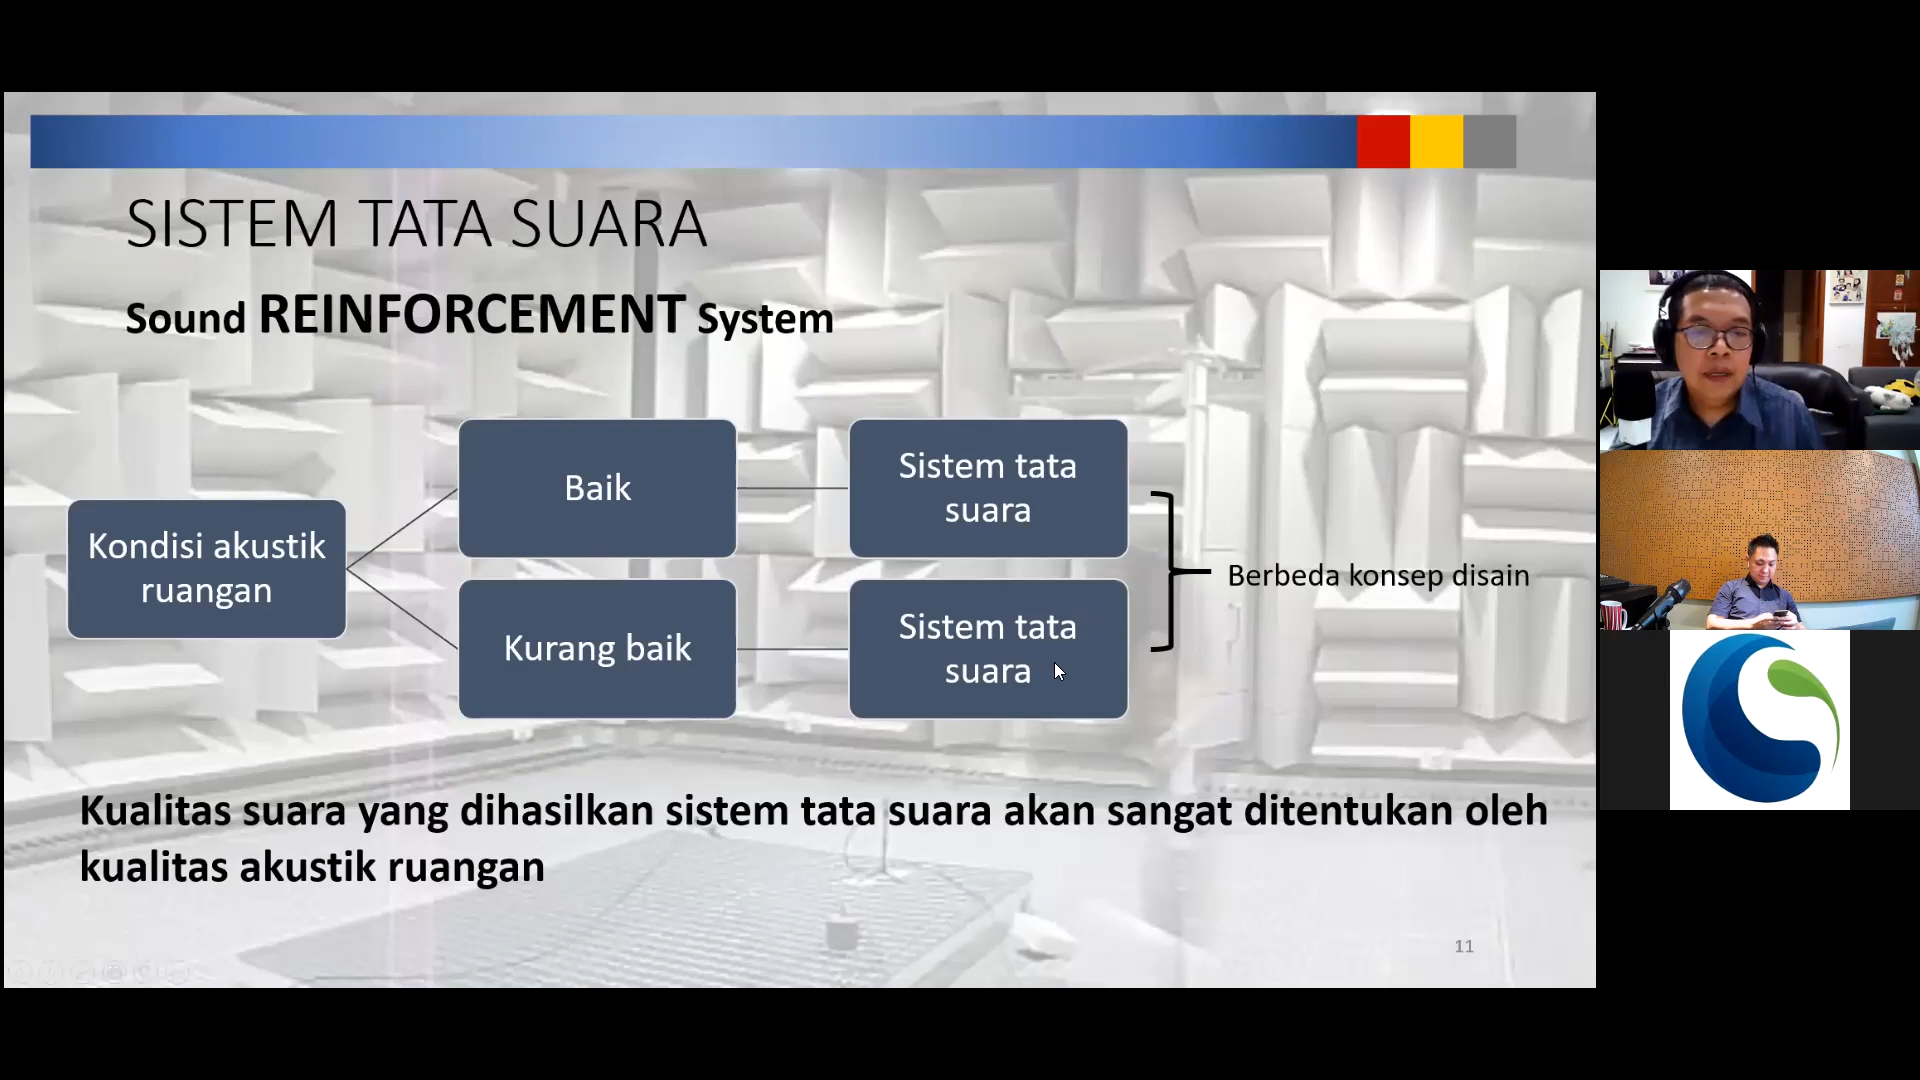 SISTEM TATA SUARA
Sound REINFORCEMENT System
Kondisi akustik
ruangan
Baik
Kurang baik
Sistem tata
suara
Sistem tata
suara
Berbeda konsep disain
Kualitas suara yang dihasilkan sistem tata suara akan sangat ditentukan oleh
kualitas akustik ruangan
11